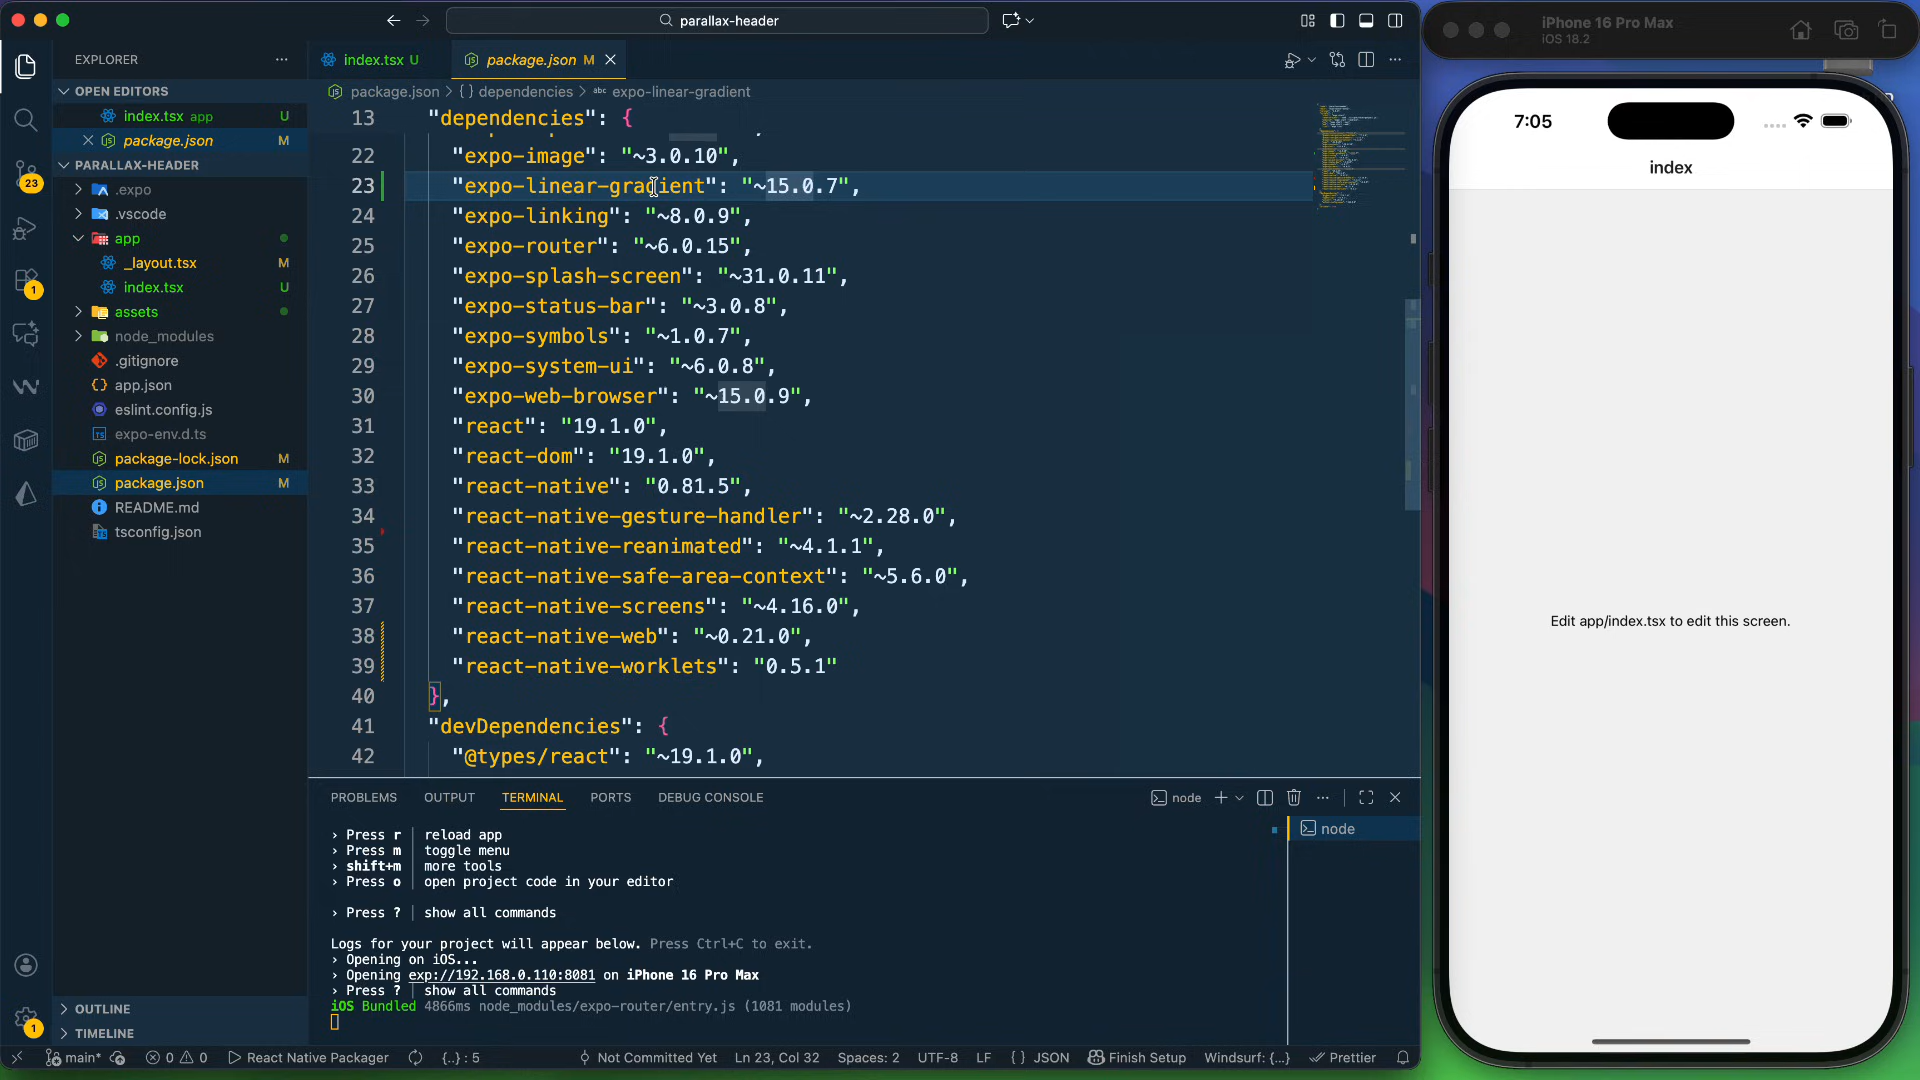 parallax-header
iPhone 16 Pro Max
iOS 18.2
EXPLORER
OPEN EDITORS
index.tsx app U
package.json M
PARALLAX-HEADER
.expo
.vscode
app
_layout.tsx M
index.tsx U
assets
node_modules
.gitignore
app.json
eslint.config.js
expo-env.d.ts
package-lock.json M
package.json M
README.md
tsconfig.json
OUTLINE
TIMELINE
23
1
1
index.tsx U
package.json M
package.json > {} dependencies > abc expo-linear-gradient
13 "dependencies": {
22 "expo-image": "~3.0.10",
23 "expo-linear-gradient": "~15.0.7",
24 "expo-linking": "~8.0.9",
25 "expo-router": "~6.0.15",
26 "expo-splash-screen": "~31.0.11",
27 "expo-status-bar": "~3.0.8",
28 "expo-symbols": "~1.0.7",
29 "expo-system-ui": "~6.0.8",
30 "expo-web-browser": "~15.0.9",
31 "react": "19.1.0",
32 "react-dom": "19.1.0",
33 "react-native": "0.81.5",
34 "react-native-gesture-handler": "~2.28.0",
35 "react-native-reanimated": "~4.1.1",
36 "react-native-safe-area-context": "~5.6.0",
37 "react-native-screens": "~4.16.0",
38 "react-native-web": "~0.21.0",
39 "react-native-worklets": "0.5.1"
40 },
41 "devDependencies": {
42 "@types/react": "~19.1.0",
PROBLEMS OUTPUT TERMINAL PORTS DEBUG CONSOLE
node
node
› Press r │ reload app
› Press m │ toggle menu
› shift+m │ more tools
› Press o │ open project code in your editor
› Press ? │ show all commands
Logs for your project will appear below. Press Ctrl+C to exit.
› Opening on iOS...
› Opening exp://192.168.0.110:8081 on iPhone 16 Pro Max
› Press ? │ show all commands
iOS Bundled 4866ms node_modules/expo-router/entry.js (1081 modules)
main* 0 0 React Native Packager {..} : 5 Not Committed Yet Ln 23, Col 32 Spaces: 2 UTF-8 LF {} JSON Finish Setup Windsurf: {...} Prettier
7:05
index
Edit app/index.tsx to edit this screen.